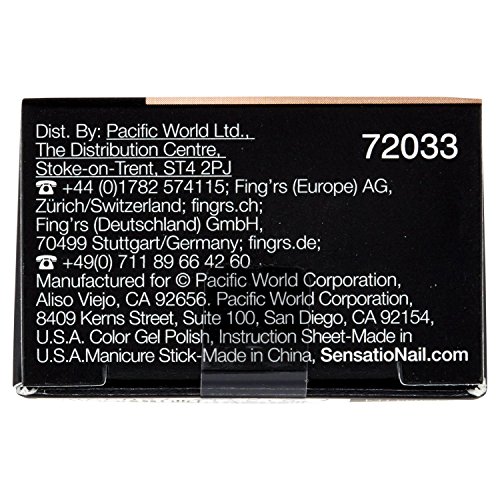 Dist. By: Pacific World Ltd.,
The Distribution Centre,
Stoke-on-Trent, ST4 2PJ
72033
☎ +44 (0)1782 574115; Fing'rs (Europe) AG,
Zürich/Switzerland; fingrs.ch;
Fing'rs (Deutschland) GmbH,
70499 Stuttgart/Germany; fingrs.de;
☎ +49(0) 711 89 66 42 60
Manufactured for © Pacific World Corporation,
Aliso Viejo, CA 92656. Pacific World Corporation,
8409 Kerns Street, Suite 100, San Diego, CA 92154,
U.S.A. Color Gel Polish, Instruction Sheet-Made in
U.S.A.Manicure Stick-Made in China, SensatioNail.com